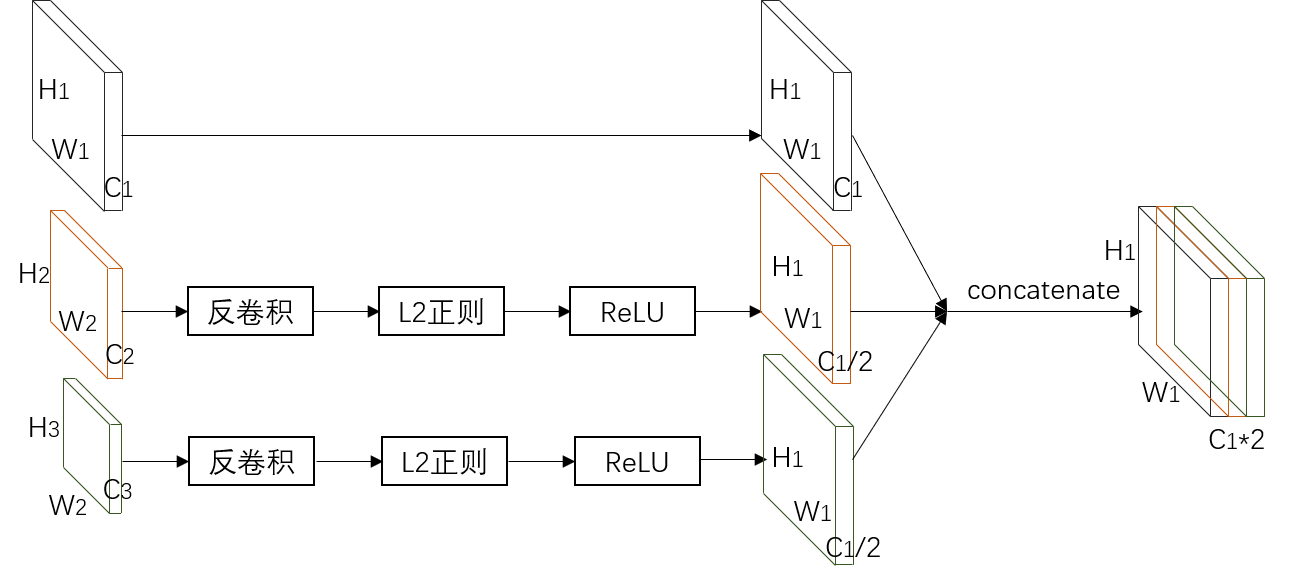 H1
W1
C1
H1
W1
C1
H2
W2
C2
反卷积
L2正则
ReLU
H1
W1
C1/2
H3
W2
C3
反卷积
L2正则
ReLU
H1
W1
C1/2
concatenate
H1
W1
C1*2